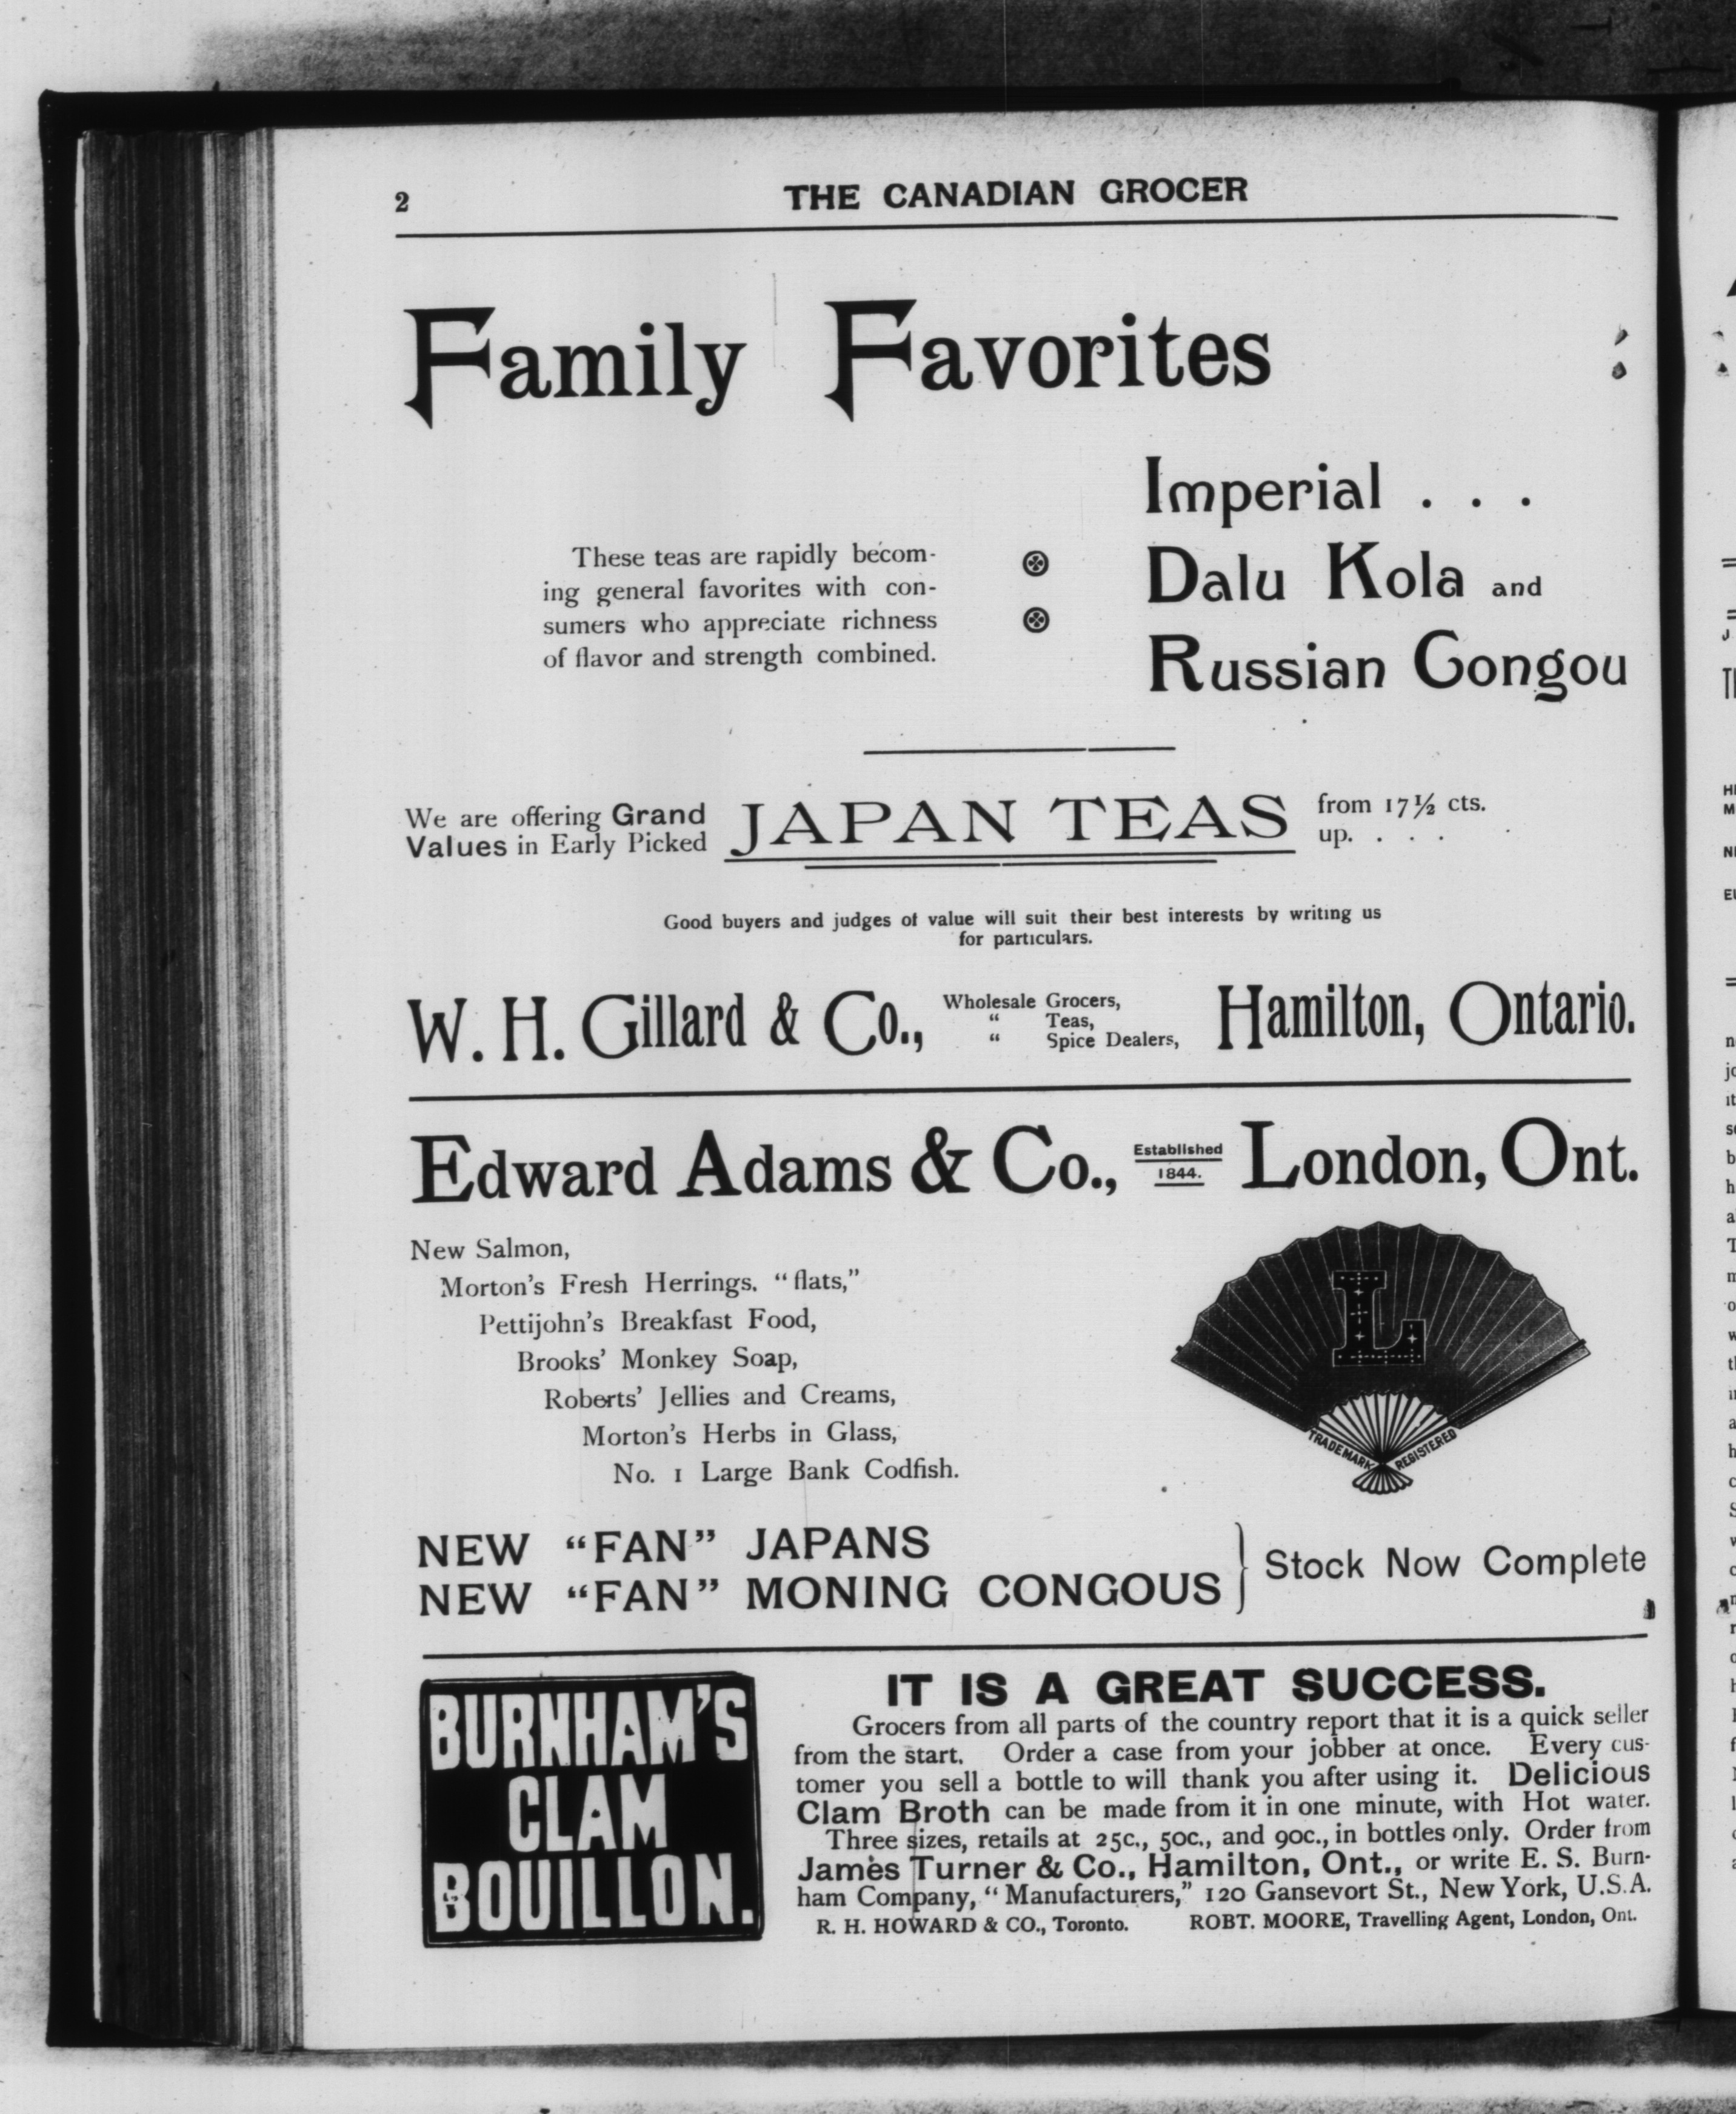 2
THE CANADIAN GROCER
Family Favorites
These teas are rapidly becom-
ing general favorites with con-
sumers who appreciate richness
of flavor and strength combined.
Imperial . . .
Dalu Kola and
Russian Congou
We are offering Grand
Values in Early Picked
JAPAN TEAS
from 17½ cts.
up. . . .
Good buyers and judges of value will suit their best interests by writing us
for particulars.
W. H. Gillard & Co.,
Wholesale Grocers,
“ Teas,
“ Spice Dealers,
Hamilton, Ontario.
Edward Adams & Co.,
Established
1844.
London, Ont.
New Salmon,
Morton's Fresh Herrings. “flats,”
Pettijohn's Breakfast Food,
Brooks' Monkey Soap,
Roberts' Jellies and Creams,
Morton's Herbs in Glass,
No. 1 Large Bank Codfish.
L
TRADE MARK REGISTERED
NEW “FAN” JAPANS
NEW “FAN” MONING CONGOUS
Stock Now Complete
BURNHAM'S
CLAM
BOUILLON.
IT IS A GREAT SUCCESS.
Grocers from all parts of the country report that it is a quick seller
from the start. Order a case from your jobber at once. Every cus-
tomer you sell a bottle to will thank you after using it. Delicious
Clam Broth can be made from it in one minute, with Hot water.
Three sizes, retails at 25c., 50c., and 90c., in bottles only. Order from
James Turner & Co., Hamilton, Ont., or write E. S. Burn-
ham Company, “Manufacturers,” 120 Gansevort St., New York, U.S.A.
R. H. HOWARD & CO., Toronto. ROBT. MOORE, Travelling Agent, London, Ont.